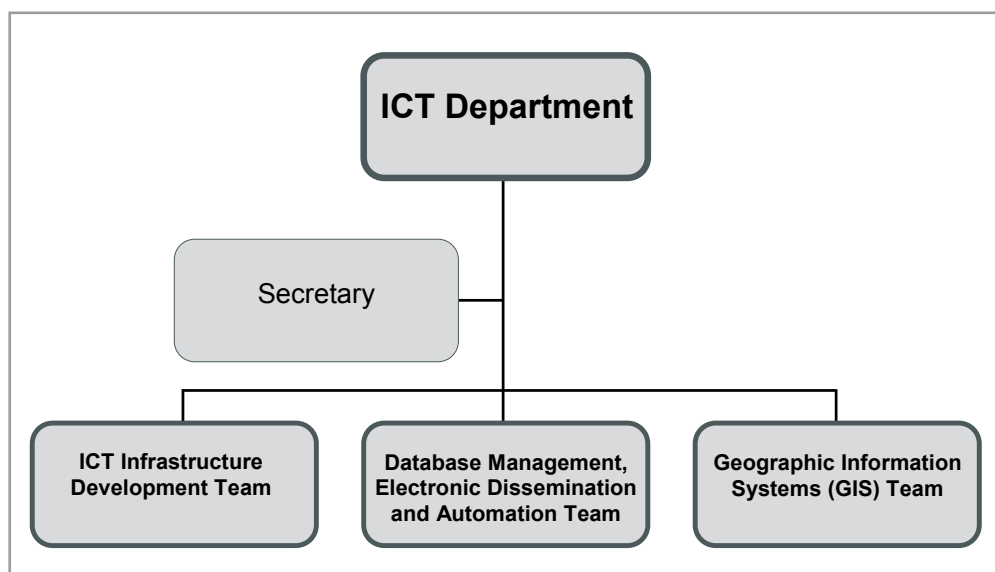 ICT Department
Secretary
ICT Infrastructure
Development Team
Database Management,
Electronic Dissemination
and Automation Team
Geographic Information
Systems (GIS) Team